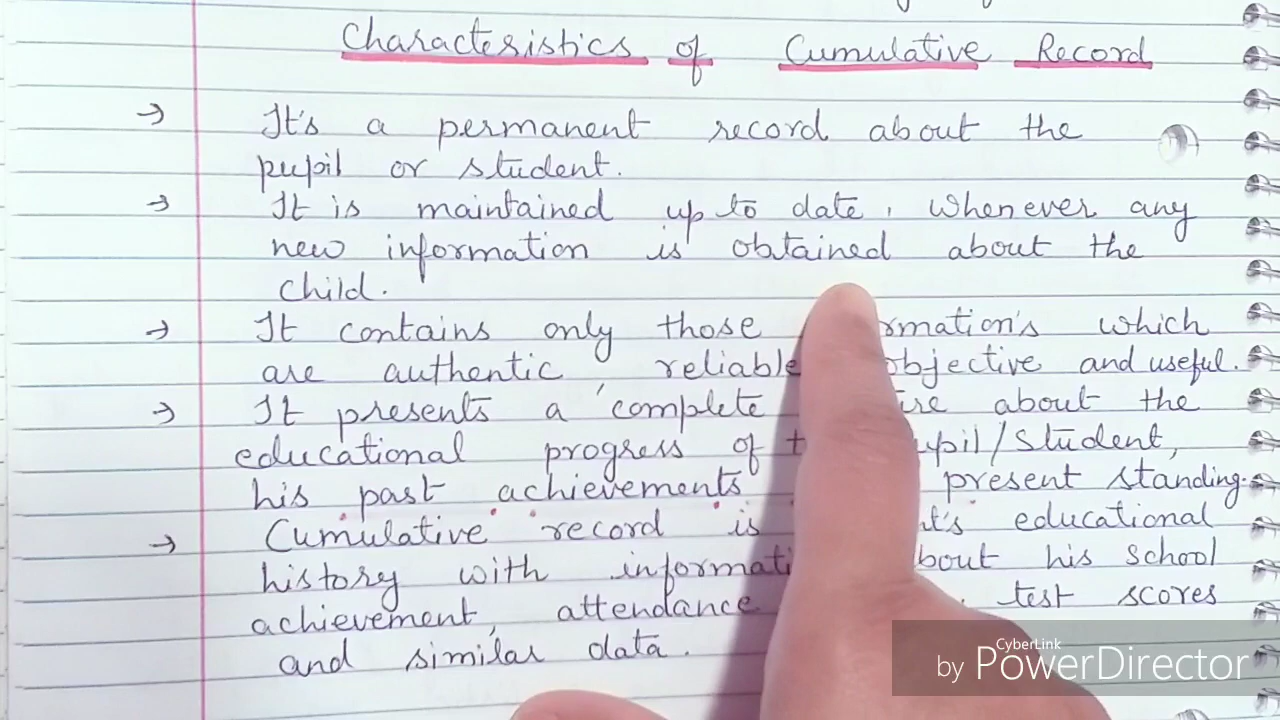 Characteristics of Cumulative Record
→ It's a permanent record about the
pupil or student.
→ It is maintained up to date, whenever any
new information is obtained about the
child.
→ It contains only those which
are authentic, reliable objective and useful.
→ It presents a complete about the
educational progress of /student,
his past achievements present standing.
→ Cumulative record is educational
history with about his school
achievement, attendance test scores
and similar data.
CyberLink
by PowerDirector